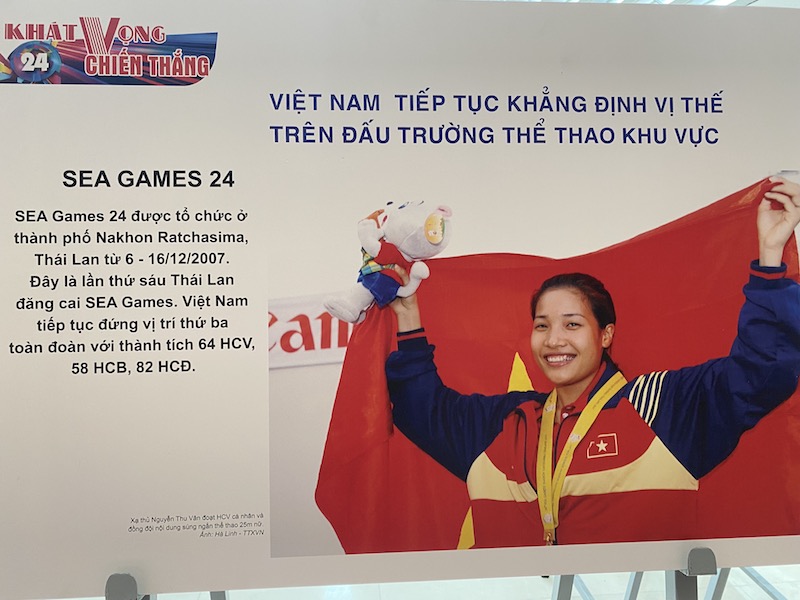 KHÁT VỌNG
24 CHIẾN THẮNG
VIỆT NAM TIẾP TỤC KHẲNG ĐỊNH VỊ THẾ
TRÊN ĐẤU TRƯỜNG THỂ THAO KHU VỰC
SEA GAMES 24
SEA Games 24 được tổ chức ở
thành phố Nakhon Ratchasima,
Thái Lan từ 6 - 16/12/2007.
Đây là lần thứ sáu Thái Lan
đăng cai SEA Games. Việt Nam
tiếp tục đứng vị trí thứ ba
toàn đoàn với thành tích 64 HCV,
58 HCB, 82 HCĐ.
Xạ thủ Nguyễn Thu Vân đoạt HCV cá nhân và
đồng đội nội dung súng ngắn thể thao 25m nữ.
Ảnh: Hà Linh - TTXVN